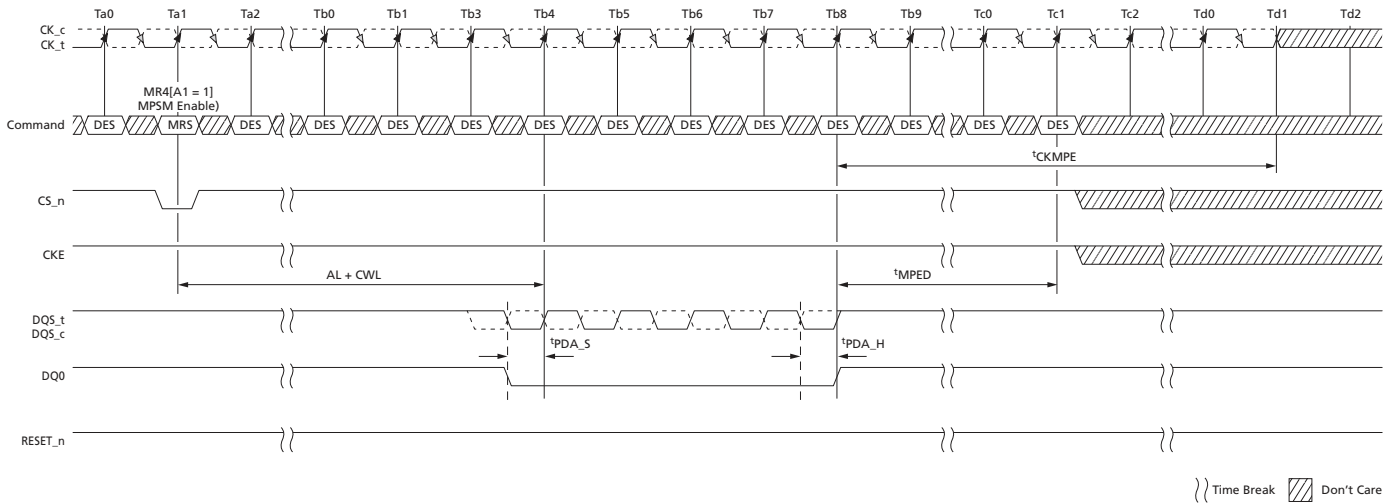 Ta0 Ta1 Ta2 Tb0 Tb1 Tb2 Tb3 Tb4 Tb5 Tb6 Tb7 Tb8 Tb9 Tc0 Tc1 Tc2 Td0 Td1 Td2
CK_c
CK_t
MR4[A1 = 1]
MPSM Enable)
Command DES MRS DES DES DES DES DES DES DES DES DES DES DES DES
tCKMPE
CS_n
CKE
AL + CWL tMPED
DQS_t
DQS_c
tPDA_S tPDA_H
DQ0
RESET_n
Time Break Don't Care